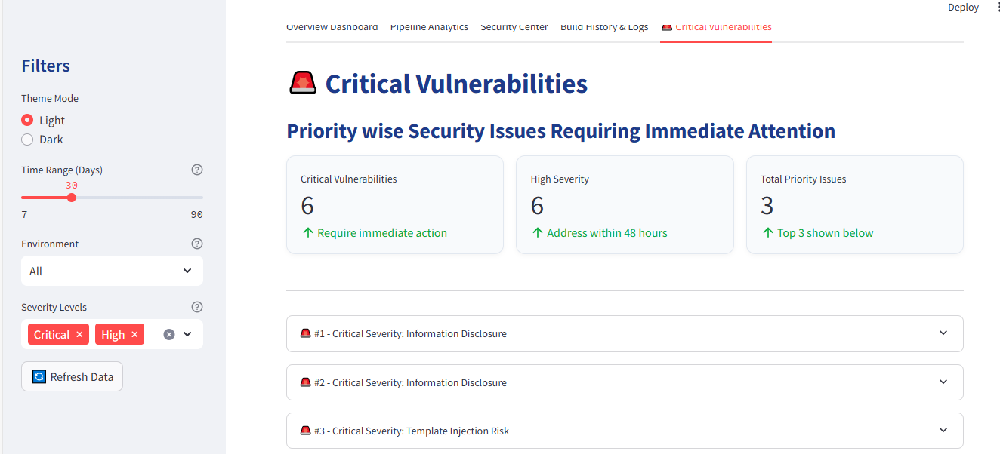 Deploy
Overview Dashboard Pipeline Analytics Security Center Build History & Logs Critical Vulnerabilities
Filters
Theme Mode
Light
Dark
Time Range (Days)
30
7 90
Environment
All
Severity Levels
Critical × High ×
Refresh Data
Critical Vulnerabilities
Priority wise Security Issues Requiring Immediate Attention
Critical Vulnerabilities
6
↑ Require immediate action
High Severity
6
↑ Address within 48 hours
Total Priority Issues
3
↑ Top 3 shown below
#1 - Critical Severity: Information Disclosure
#2 - Critical Severity: Information Disclosure
#3 - Critical Severity: Template Injection Risk